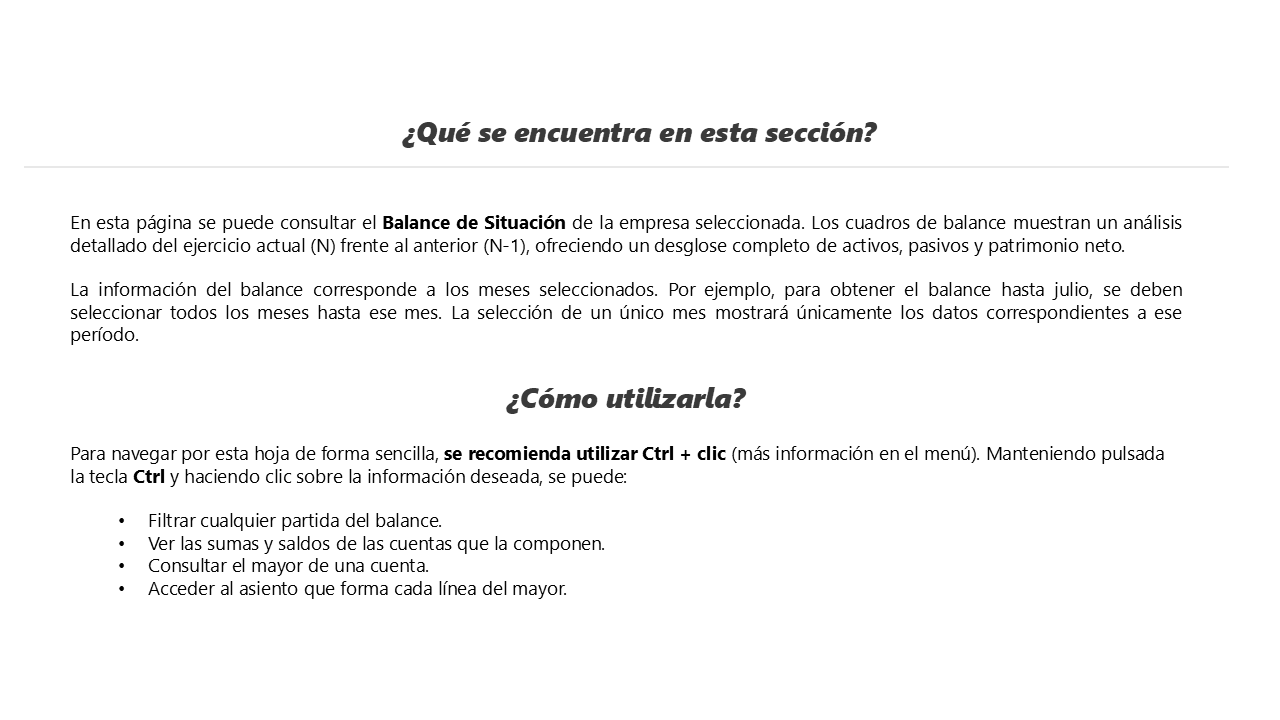 ¿Qué se encuentra en esta sección?
En esta página se puede consultar el Balance de Situación de la empresa seleccionada. Los cuadros de balance muestran un análisis
detallado del ejercicio actual (N) frente al anterior (N-1), ofreciendo un desglose completo de activos, pasivos y patrimonio neto.
La información del balance corresponde a los meses seleccionados. Por ejemplo, para obtener el balance hasta julio, se deben
seleccionar todos los meses hasta ese mes. La selección de un único mes mostrará únicamente los datos correspondientes a ese
período.
¿Cómo utilizarla?
Para navegar por esta hoja de forma sencilla, se recomienda utilizar Ctrl + clic (más información en el menú). Manteniendo pulsada
la tecla Ctrl y haciendo clic sobre la información deseada, se puede:
• Filtrar cualquier partida del balance.
• Ver las sumas y saldos de las cuentas que la componen.
• Consultar el mayor de una cuenta.
• Acceder al asiento que forma cada línea del mayor.